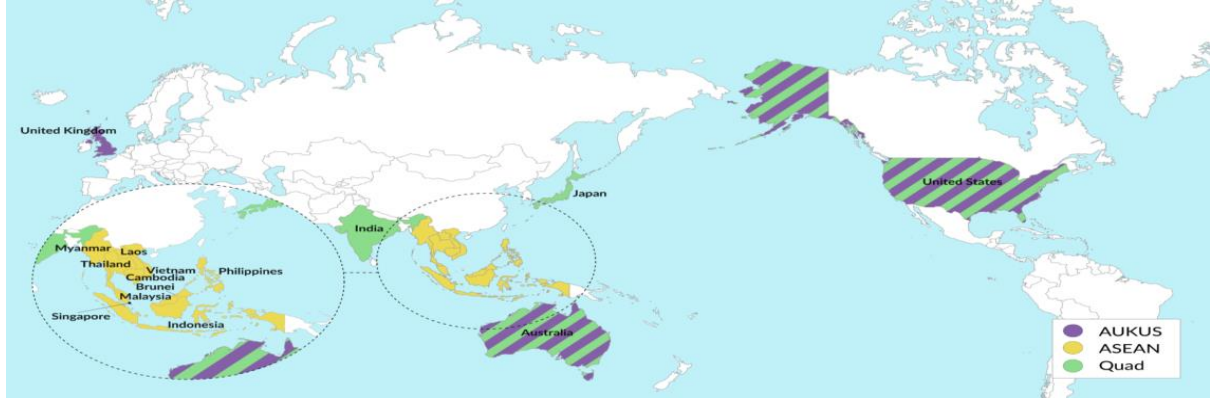 United Kingdom
Japan
United States
India
Myanmar
Laos
Thailand
Vietnam
Philippines
Cambodia
Brunei
Malaysia
Singapore
Indonesia
Australia
AUKUS
ASEAN
Quad